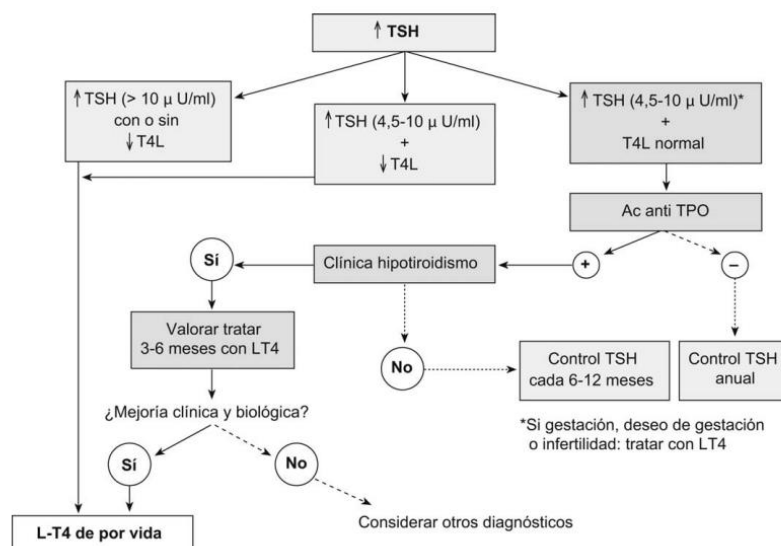 ↑ TSH
↑ TSH (> 10 μ U/ml)
con o sin
↓ T4L
↑ TSH (4,5-10 μ U/ml)
+
↓ T4L
↑ TSH (4,5-10 μ U/ml)*
+
T4L normal
Ac anti TPO
+
−
Clínica hipotiroidismo
Sí
No
Valorar tratar
3-6 meses con LT4
Control TSH
cada 6-12 meses
Control TSH
anual
¿Mejoría clínica y biológica?
*Si gestación, deseo de gestación
o infertilidad: tratar con LT4
Sí
No
L-T4 de por vida
Considerar otros diagnósticos